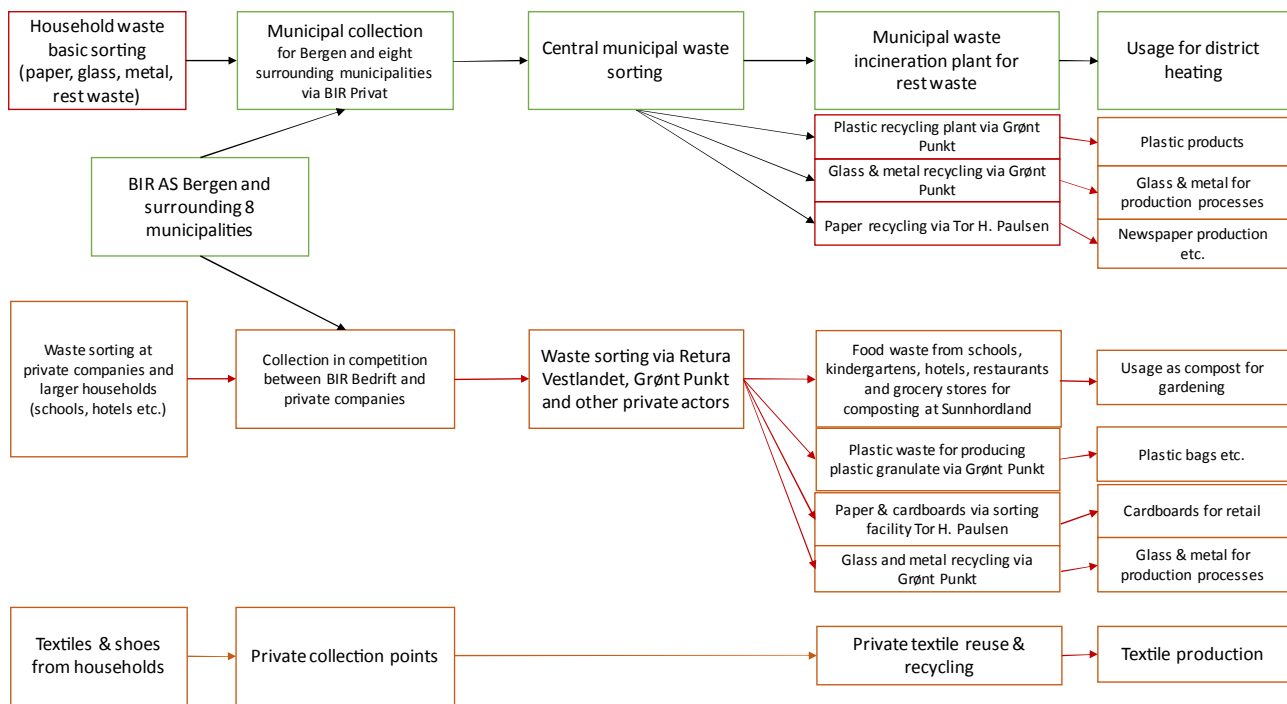 Household waste
basic sorting
(paper, glass, metal,
rest waste)
Municipal collection
for Bergen and eight
surrounding municipalities
via BIR Privat
Central municipal waste
sorting
Municipal waste
incineration plant for
rest waste
Usage for district
heating
Plastic recycling plant via Grønt
Punkt
Plastic products
Glass & metal recycling via Grønt
Punkt
Glass & metal for
production processes
Paper recycling via Tor H. Paulsen
Newspaper production
etc.
BIR AS Bergen and
surrounding 8
municipalities
Waste sorting at
private companies and
larger households
(schools, hotels etc.)
Collection in competition
between BIR Bedrift and
private companies
Waste sorting via Retura
Vestlandet, Grønt Punkt
and other private actors
Food waste from schools,
kindergartens, hotels, restaurants
and grocery stores for
composting at Sunnhordland
Usage as compost for
gardening
Plastic waste for producing
plastic granulate via Grønt Punkt
Plastic bags etc.
Paper & cardboards via sorting
facility Tor H. Paulsen
Cardboards for retail
Glass and metal recycling via
Grønt Punkt
Glass & metal for
production processes
Textiles & shoes
from households
Private collection points
Private textile reuse &
recycling
Textile production